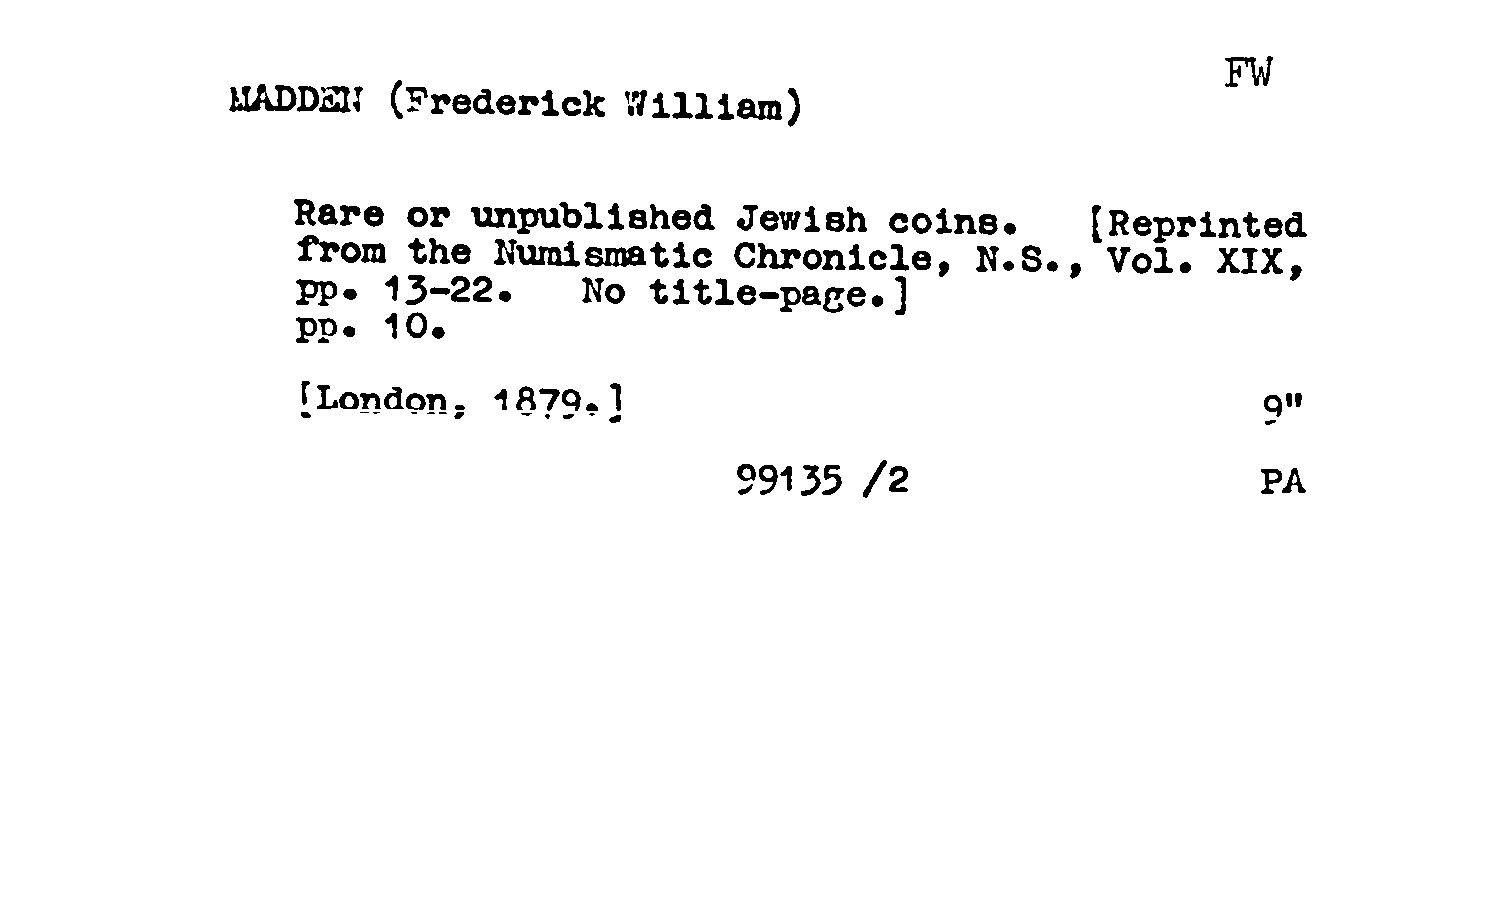 FW
MADDEN (Frederick William)
Rare or unpublished Jewish coins. [Reprinted
from the Numismatic Chronicle, N.S., Vol. XIX,
pp. 13-22. No title-page.]
pp. 10.
[London, 1879.] 9"
99135 /2 PA